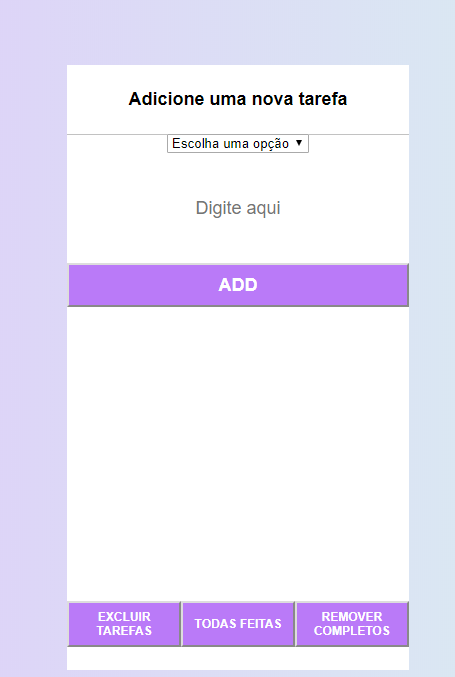 Adicione uma nova tarefa
Escolha uma opção
Digite aqui
ADD
EXCLUIR
TAREFAS
TODAS FEITAS
REMOVER
COMPLETOS